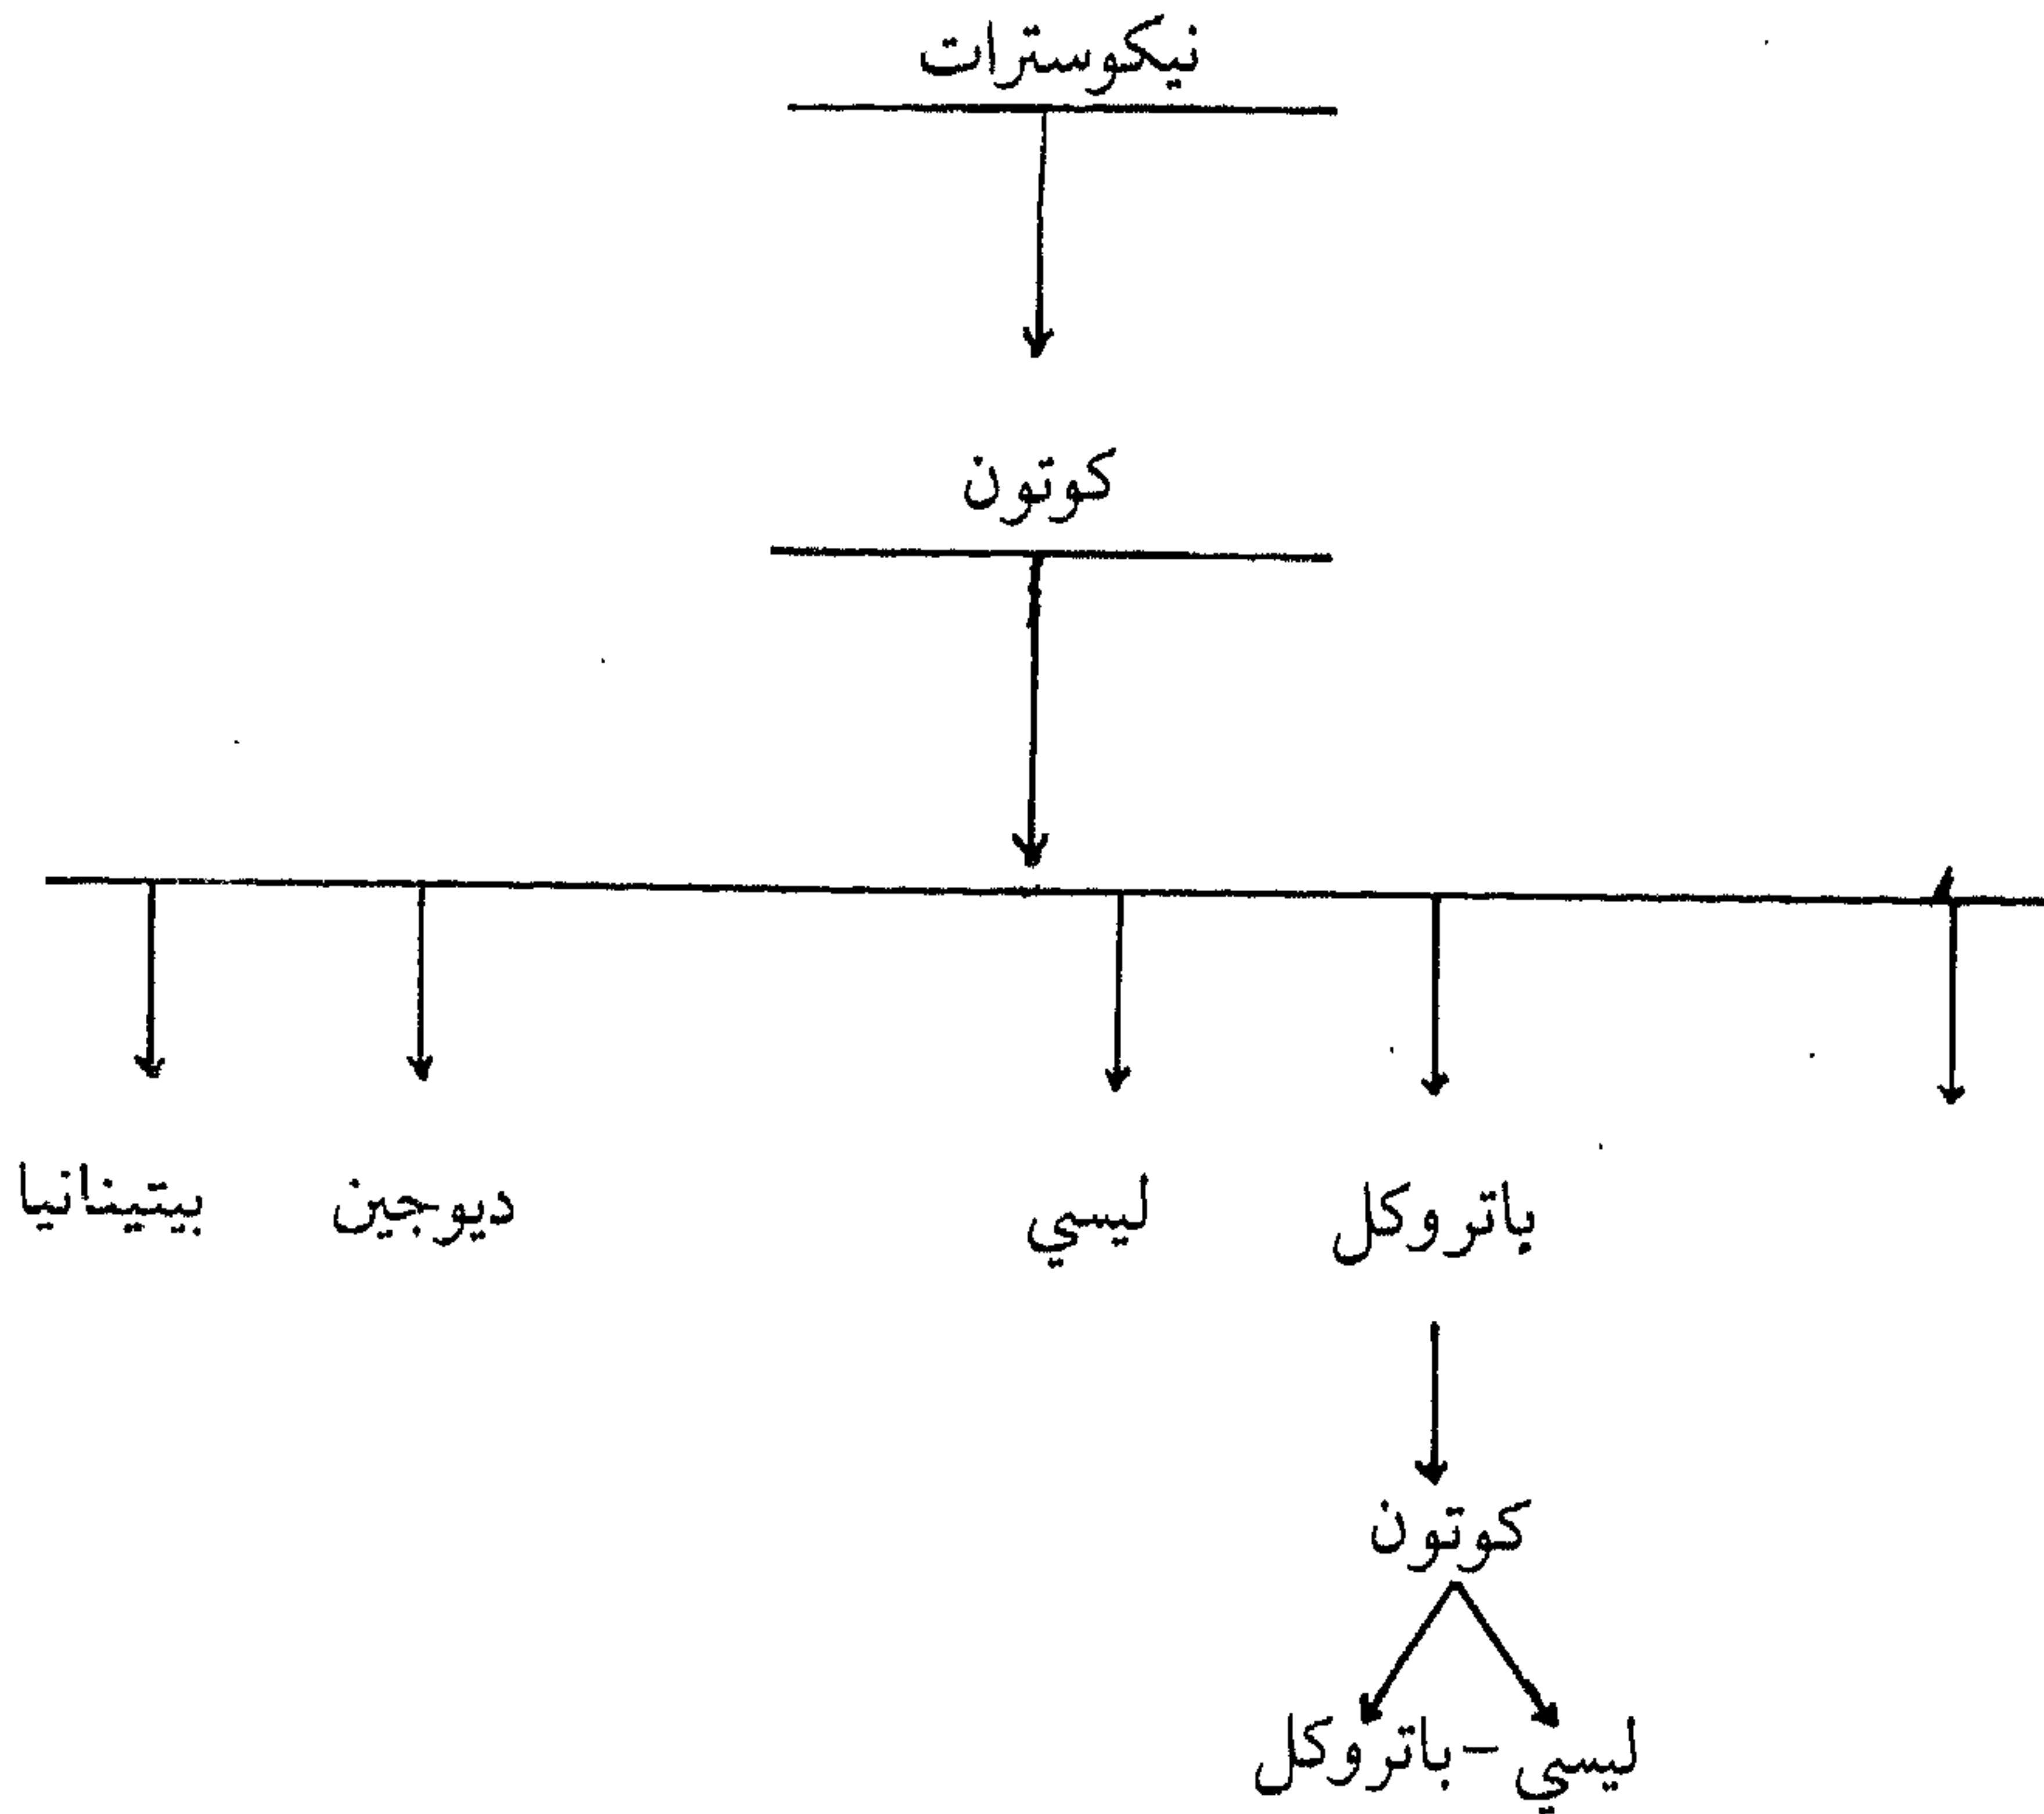 نيكوسترات
كوتون
باتروكل ليسي ديوجين بيتينانيا
كوتون
ليسي - باتروكل